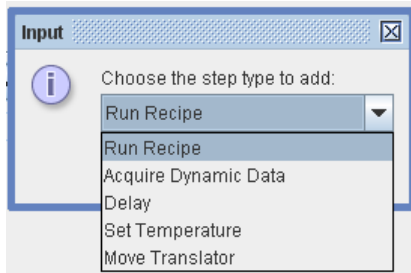 Input
Choose the step type to add:
Run Recipe
Run Recipe
Acquire Dynamic Data
Delay
Set Temperature
Move Translator